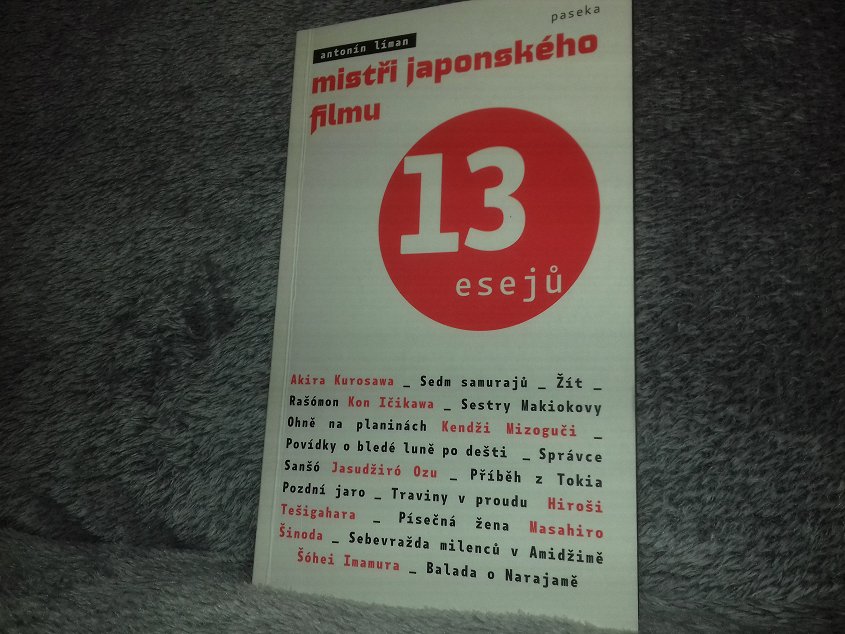 paseka
antonín líman
mistři japonského
filmu
13
esejů
Akira Kurosawa _ Sedm samurajů _ Žít _
Rašómon Kon Ičikawa _ Sestry Makiokovy
Ohně na planinách Kendži Mizoguči _
Povídky o bledé luně po dešti _ Správce
Sanšó Jasudžiró Ozu _ Příběh z Tokia
Pozdní jaro _ Traviny v proudu Hiroši
Tešigahara _ Písečná žena Masahiro
Šinoda _ Sebevražda milenců v Amidžimě
Šóhei Imamura _ Balada o Narajamě